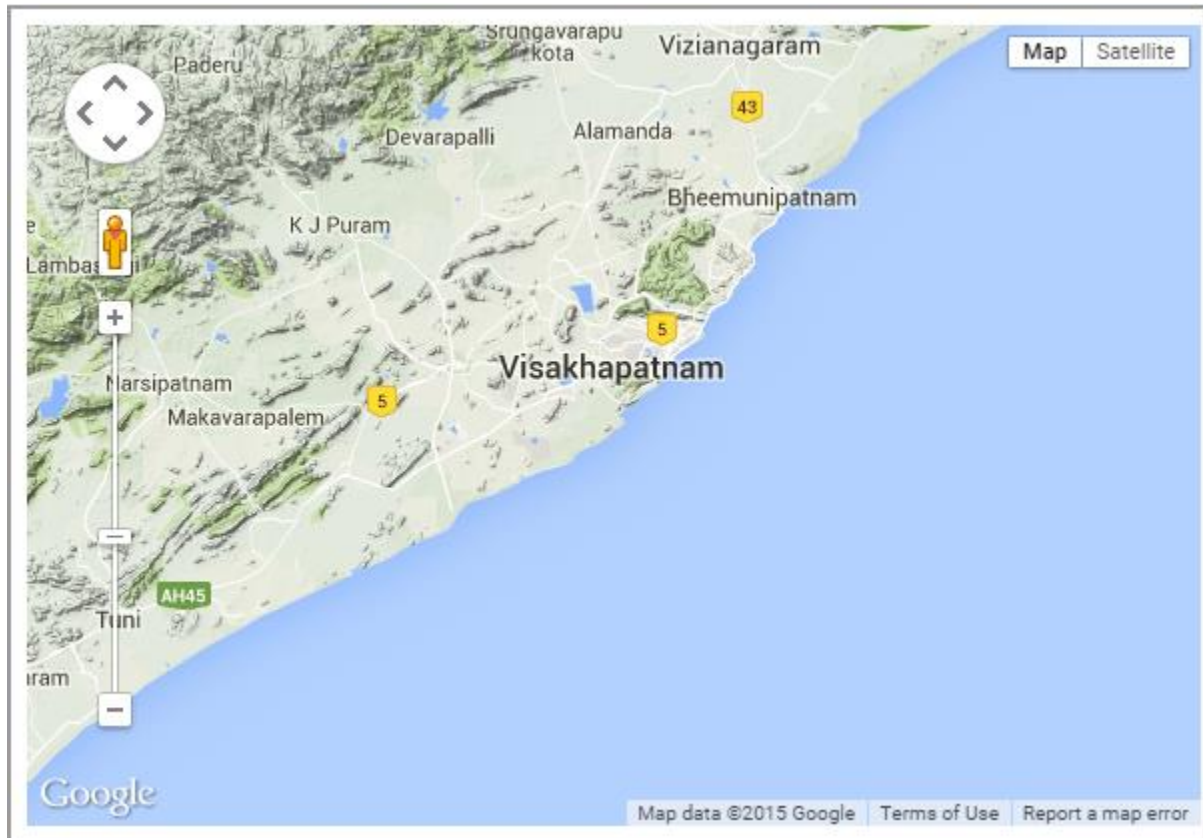 Srungavarapu
kota
Vizianagaram
Map
Satellite
Paderu
43
Devarapalli
Alamanda
Bheemunipatnam
K J Puram
e
5
Visakhapatnam
Narsipatnam
5
Makavarapalem
AH45
Tuni
ram
Google
Map data ©2015 Google
Terms of Use
Report a map error